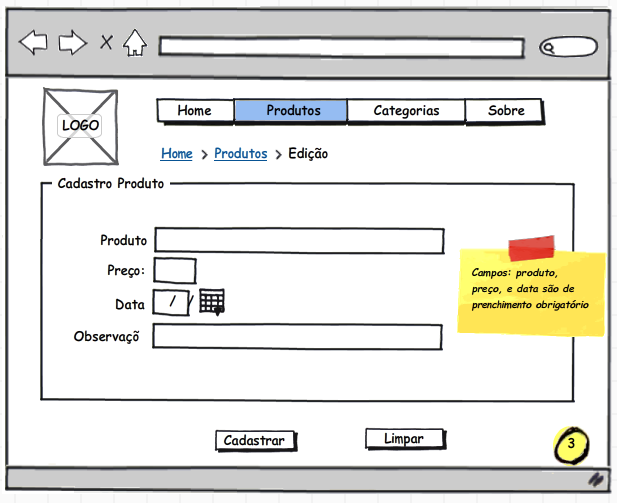 LOGO
Home Produtos Categorias Sobre
Home > Produtos > Edição
Cadastro Produto
Produto
Preço:
Data / /
Observaçõ
Campos: produto,
preço, e data são de
prenchimento obrigatório
Cadastrar Limpar
3